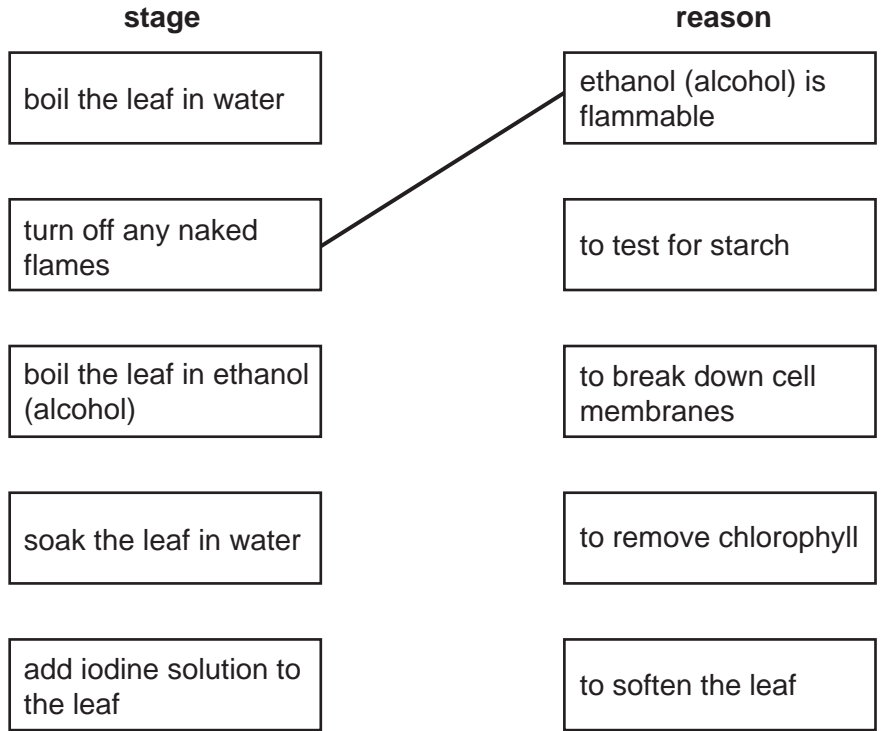 stage
reason
boil the leaf in water
ethanol (alcohol) is
flammable
turn off any naked
flames
to test for starch
boil the leaf in ethanol
(alcohol)
to break down cell
membranes
soak the leaf in water
to remove chlorophyll
add iodine solution to
the leaf
to soften the leaf